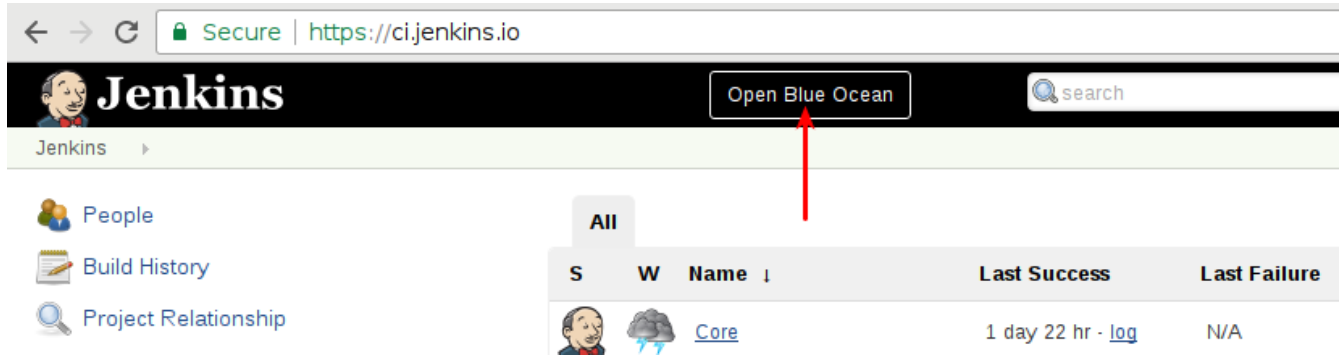 Secure | https://ci.jenkins.io
Jenkins
Open Blue Ocean
search
Jenkins
People
Build History
Project Relationship
All
S W Name ↓ Last Success Last Failure
Core 1 day 22 hr - log N/A